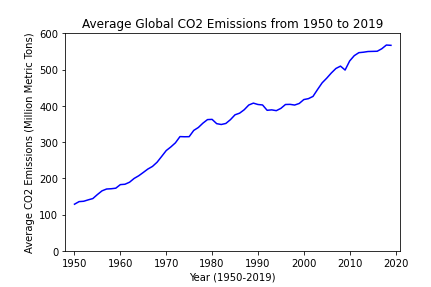 Average Global CO2 Emissions from 1950 to 2019
Average CO2 Emissions (Million Metric Tons)
600
500
400
300
200
100
0
1950 1960 1970 1980 1990 2000 2010 2020
Year (1950-2019)